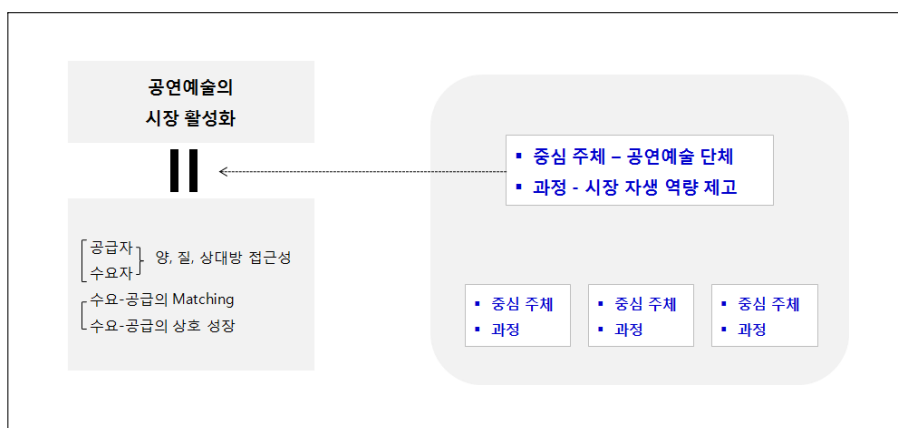 공연예술의
시장 활성화
공급자
수요자
양, 질, 상대방 접근성
수요-공급의 Matching
수요-공급의 상호 성장
▪ 중심 주체 – 공연예술 단체
▪ 과정 - 시장 자생 역량 제고
▪ 중심 주체
▪ 과정
▪ 중심 주체
▪ 과정
▪ 중심 주체
▪ 과정